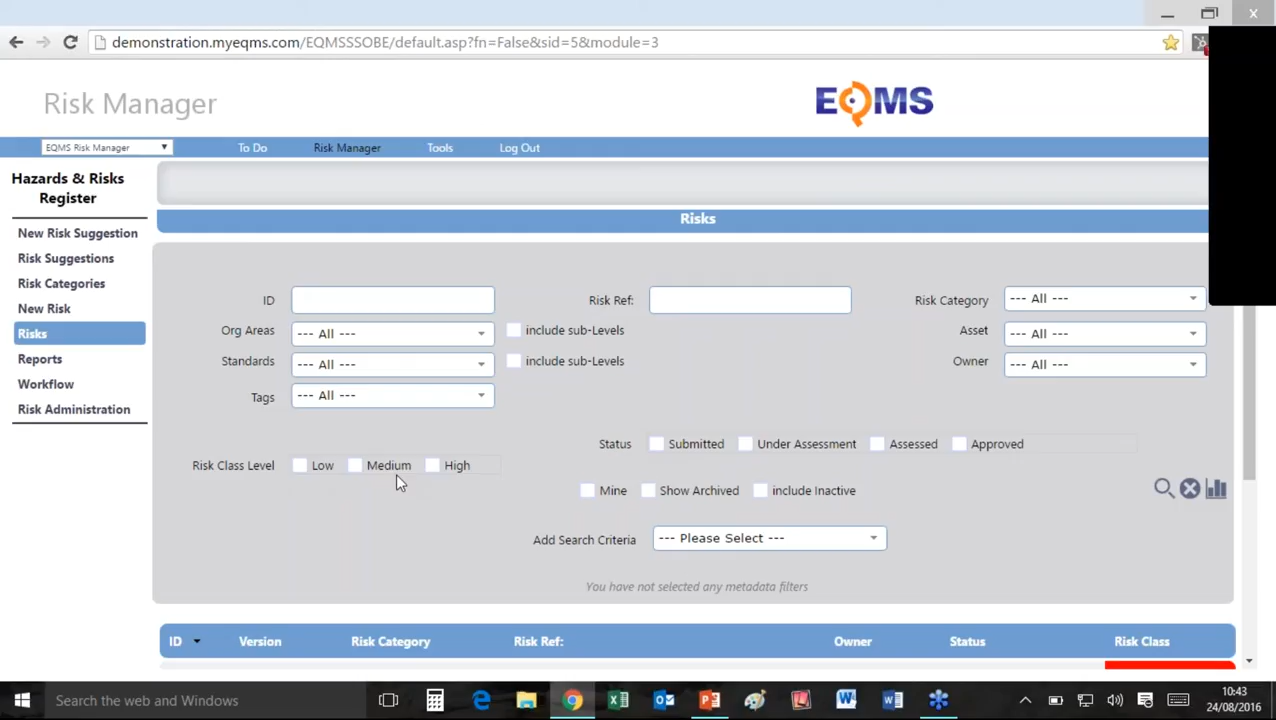 demonstration.myeqms.com/EQMSSSOBE/default.asp?fn=False&sid=5&module=3
Risk Manager
EQMS
EQMS Risk Manager
To Do
Risk Manager
Tools
Log Out
Hazards & Risks
Register
New Risk Suggestion
Risk Suggestions
Risk Categories
New Risk
Risks
Reports
Workflow
Risk Administration
Risks
ID
Risk Ref:
Risk Category
--- All ---
Org Areas
--- All ---
include sub-Levels
Asset
--- All ---
Standards
--- All ---
include sub-Levels
Owner
--- All ---
Tags
--- All ---
Status
Submitted
Under Assessment
Assessed
Approved
Risk Class Level
Low
Medium
High
Mine
Show Archived
include Inactive
Add Search Criteria
--- Please Select ---
You have not selected any metadata filters
ID
Version
Risk Category
Risk Ref:
Owner
Status
Risk Class
Search the web and Windows
10:43
24/08/2016